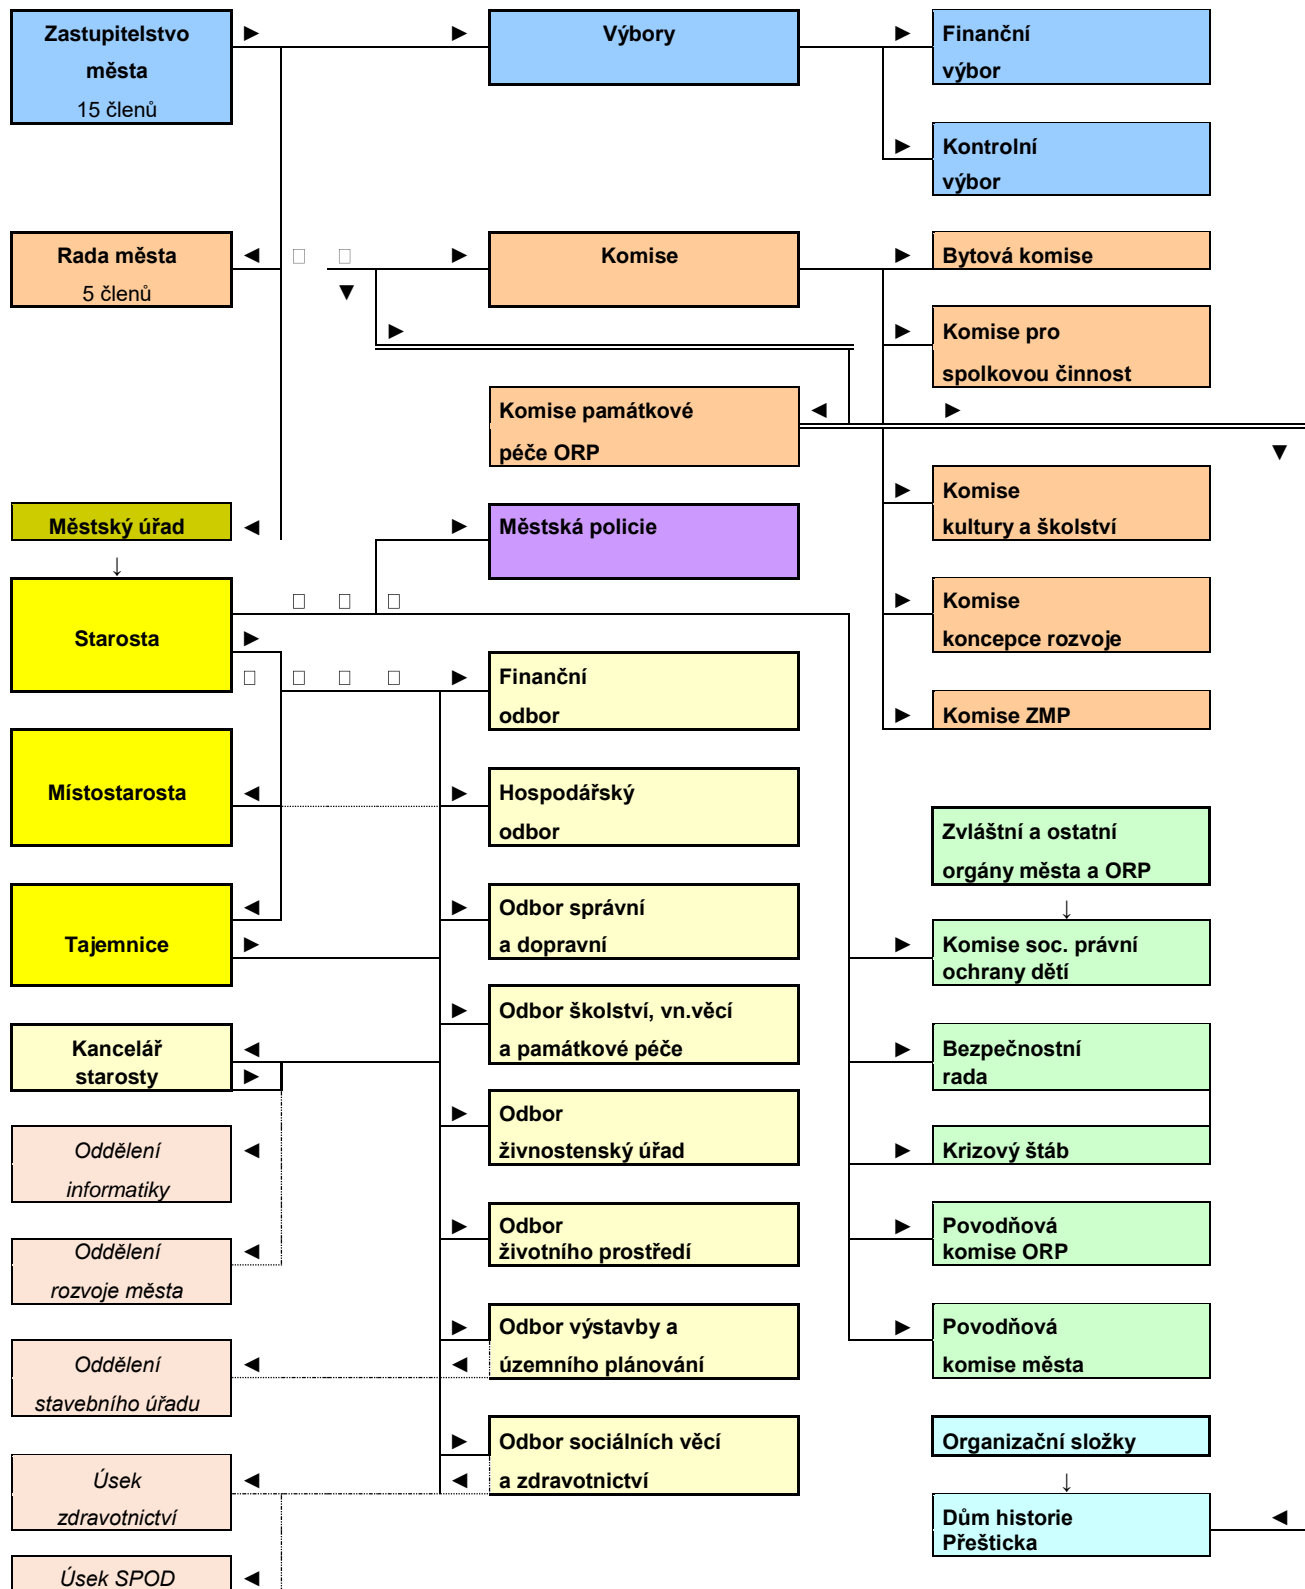 Zastupitelstvo
města
15 členů
Výbory
Finanční
výbor
Kontrolní
výbor
Rada města
5 členů
Komise
Bytová komise
Komise pro
spolkovou činnost
Komise památkové
péče ORP
Komise
kultury a školství
Městský úřad
↓
Městská policie
Starosta
Komise
koncepce rozvoje
Finanční
odbor
Komise ZMP
Místostarosta
Hospodářský
odbor
Zvláštní a ostatní
orgány města a ORP
↓
Tajemnice
Odbor správní
a dopravní
Komise soc. právní
ochrany dětí
Kancelář
starosty
Odbor školství, vn.věcí
a památkové péče
Bezpečnostní
rada
Oddělení
informatiky
Odbor
živnostenský úřad
Krizový štáb
Oddělení
rozvoje města
Odbor
životního prostředí
Povodňová
komise ORP
Oddělení
stavebního úřadu
Odbor výstavby a
územního plánování
Povodňová
komise města
Úsek
zdravotnictví
Odbor sociálních věcí
a zdravotnictví
Organizační složky
↓
Dům historie
Přešticka
Úsek SPOD